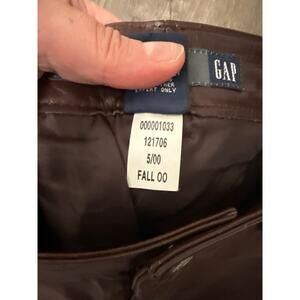 GAP
EXPERT ONLY
000001033
121706
5/00
FALL 00